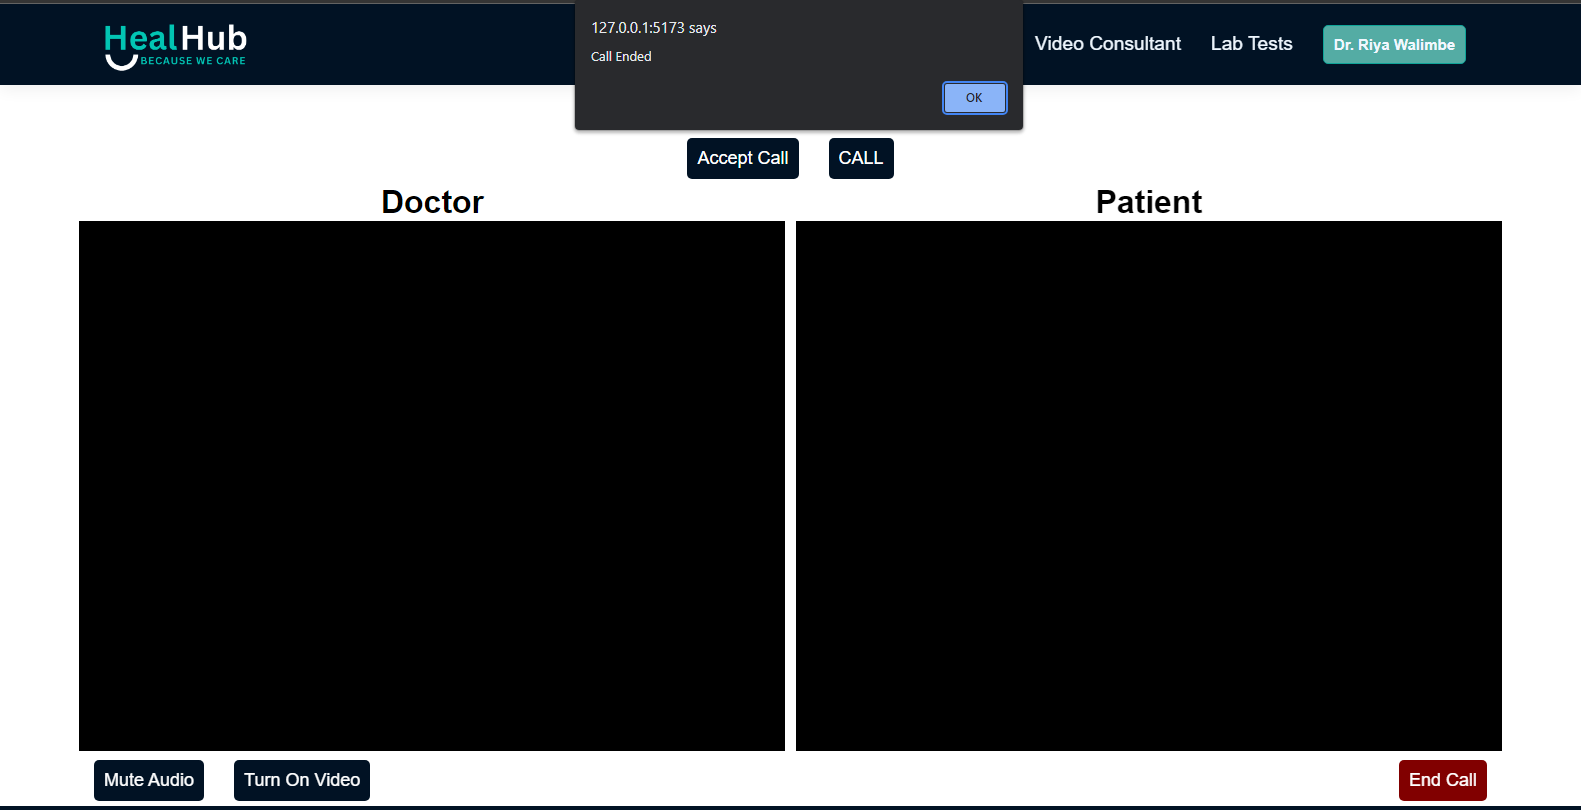 HealHub
BECAUSE WE CARE
127.0.0.1:5173 says
Call Ended
OK
Video Consultant
Lab Tests
Dr. Riya Walimbe
Accept Call
CALL
Doctor
Patient
Mute Audio
Turn On Video
End Call